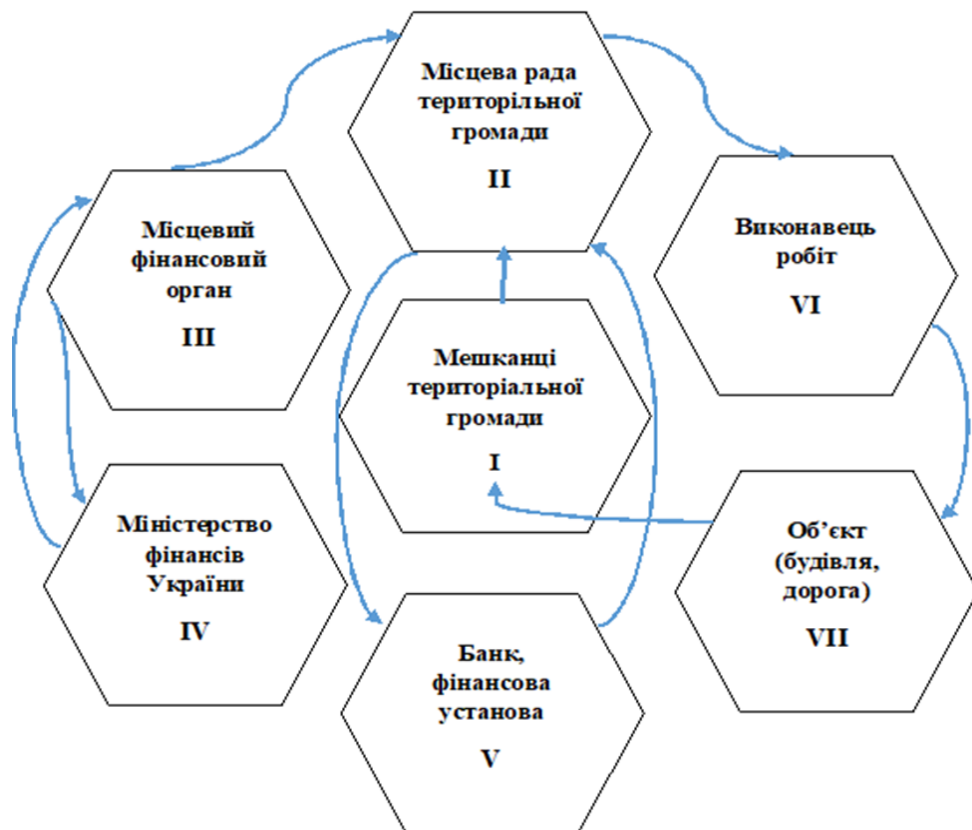 Місцева рада
територільної
громади
II
Місцевий
фінансовий
орган
III
Виконавець
робіт
VI
Мешканці
територіальної
громади
I
Міністерство
фінансів
України
IV
Об’єкт
(будівля,
дорога)
VII
Банк,
фінансова
установа
V